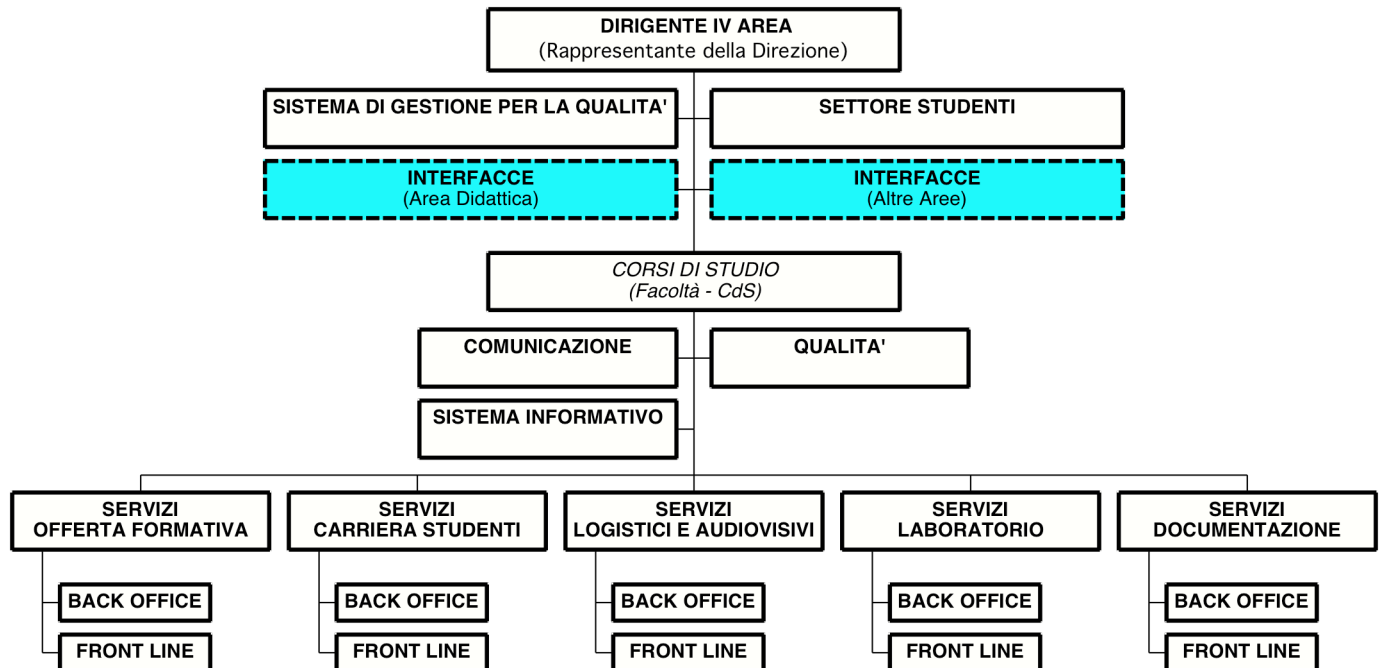 DIRIGENTE IV AREA
(Rappresentante della Direzione)
SISTEMA DI GESTIONE PER LA QUALITA'
SETTORE STUDENTI
INTERFACCE
(Area Didattica)
INTERFACCE
(Altre Aree)
CORSI DI STUDIO
(Facoltà - CdS)
COMUNICAZIONE
QUALITA'
SISTEMA INFORMATIVO
SERVIZI
OFFERTA FORMATIVA
SERVIZI
CARRIERA STUDENTI
SERVIZI
LOGISTICI E AUDIOVISIVI
SERVIZI
LABORATORIO
SERVIZI
DOCUMENTAZIONE
BACK OFFICE
BACK OFFICE
BACK OFFICE
BACK OFFICE
BACK OFFICE
FRONT LINE
FRONT LINE
FRONT LINE
FRONT LINE
FRONT LINE